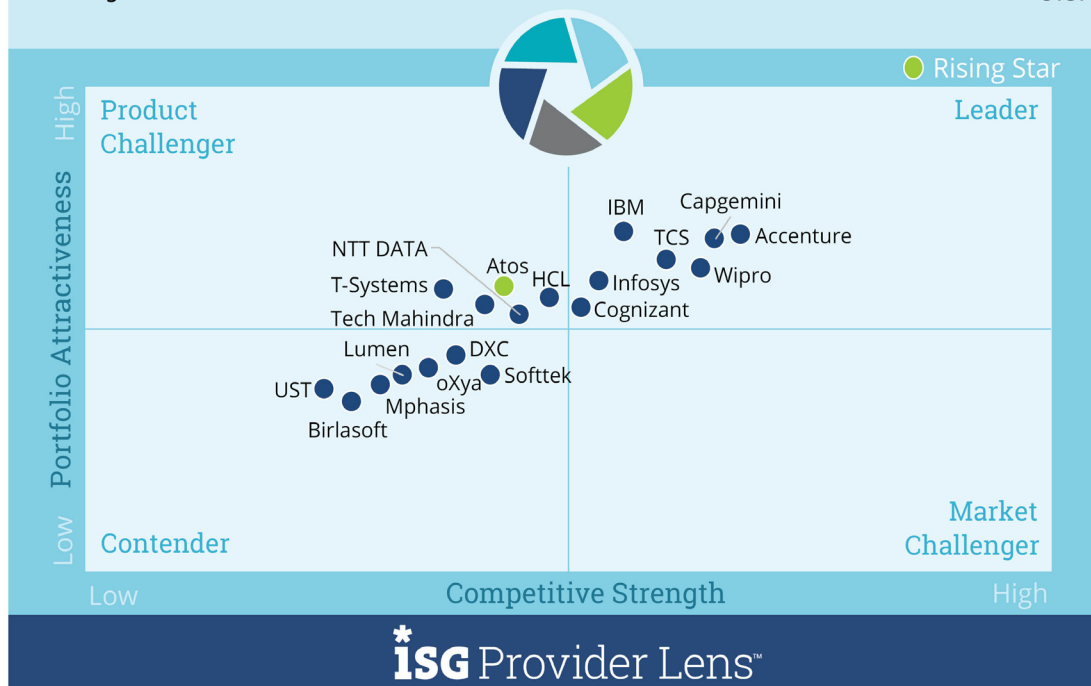 Rising Star
High
Product
Challenger
Leader
Portfolio Attractiveness
IBM
Capgemini
TCS
Accenture
NTT DATA
Atos
HCL
Wipro
T-Systems
Infosys
Tech Mahindra
Cognizant
Lumen
DXC
UST
oXya
Softtek
Mphasis
Birlasoft
Low
Contender
Market
Challenger
Low
Competitive Strength
High
*ISG Provider Lens™